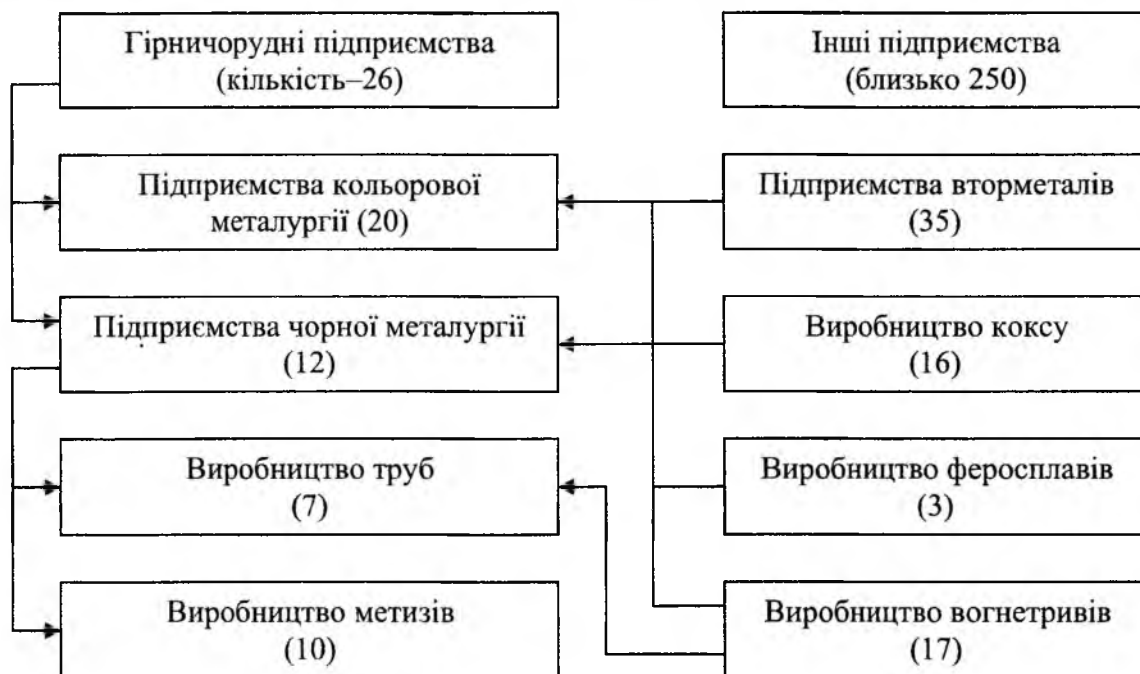 Гірничорудні підприємства
(кількість–26)
Інші підприємства
(близько 250)
Підприємства кольорової
металургії (20)
Підприємства вторметалів
(35)
Підприємства чорної металургії
(12)
Виробництво коксу
(16)
Виробництво труб
(7)
Виробництво феросплавів
(3)
Виробництво метизів
(10)
Виробництво вогнетривів
(17)